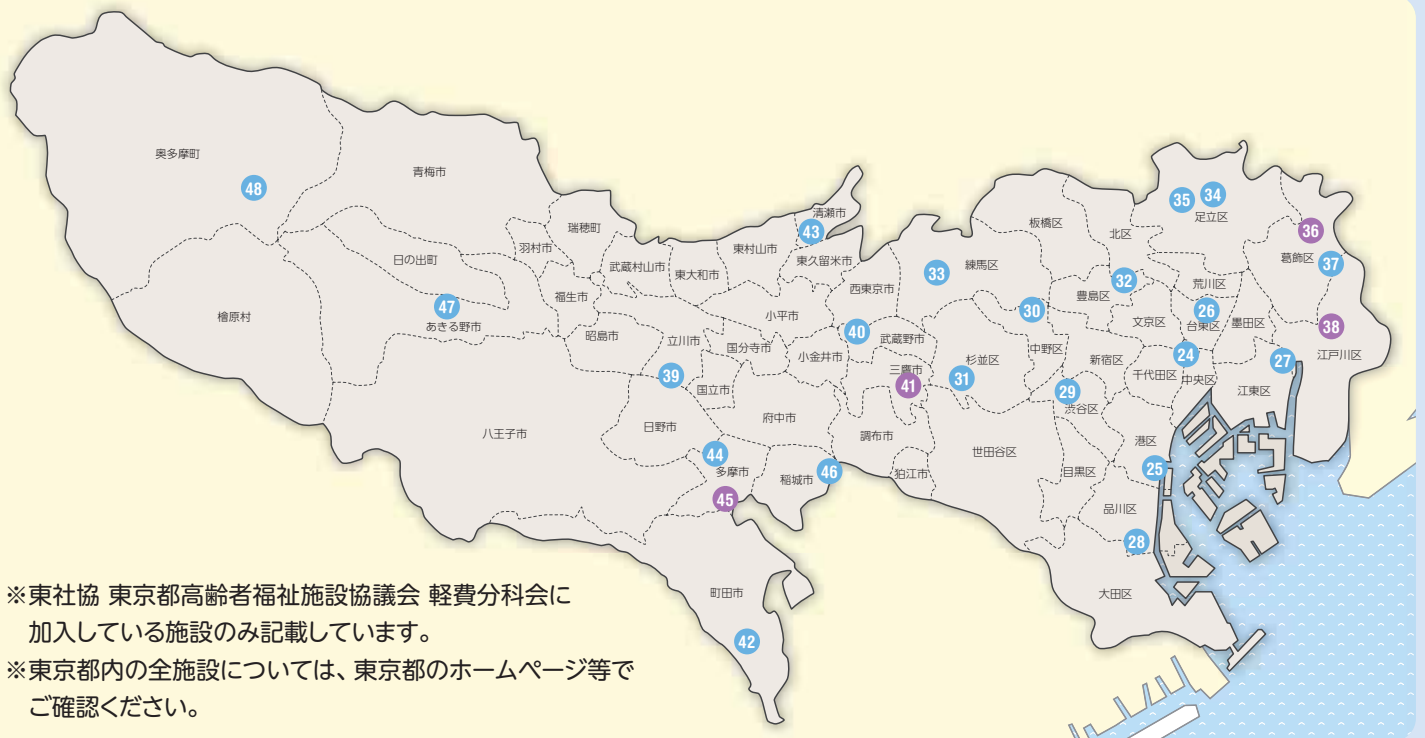 奥多摩町
48
青梅市
檜原村
日の出町
47
あきる野市
羽村市
瑞穂町
福生市
武蔵村山市
東大和市
東村山市
清瀬市
43
東久留米市
西東京市
昭島市
立川市
39
国分寺市
小平市
小金井市
40
武蔵野市
三鷹市
41
国立市
八王子市
日野市
府中市
調布市
狛江市
44
多摩市
45
稲城市
46
町田市
42
33
練馬区
板橋区
北区
35
34
足立区
36
葛飾区
37
32
豊島区
荒川区
30
文京区
26
台東区
墨田区
38
江戸川区
31
杉並区
中野区
新宿区
24
千代田区
中央区
27
江東区
29
渋谷区
世田谷区
港区
25
目黒区
品川区
28
大田区
※東社協 東京都高齢者福祉施設協議会 軽費分科会に
加入している施設のみ記載しています。
※東京都内の全施設については、東京都のホームページ等で
ご確認ください。